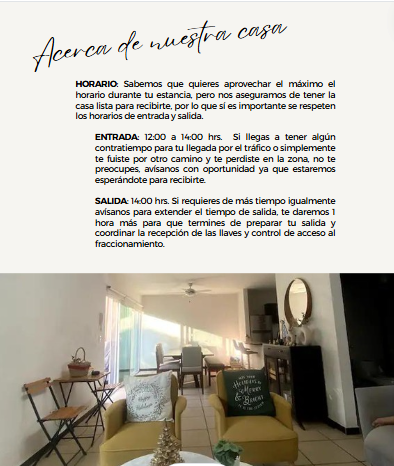 Acerca de nuestra casa
HORARIO: Sabemos que quieres aprovechar el máximo el
horario durante tu estancia, pero nos aseguramos de tener la
casa lista para recibirte, por lo que sí es importante se respeten
los horarios de entrada y salida.
ENTRADA: 12:00 a 14:00 hrs. Si llegas a tener algún
contratiempo para tu llegada por el tráfico o simplemente
te fuiste por otro camino y te perdiste en la zona, no te
preocupes, avísanos con oportunidad ya que estaremos
esperándote para recibirte.
SALIDA: 14:00 hrs. Si requieres de más tiempo igualmente
avísanos para extender el tiempo de salida, te daremos 1
hora más para que termines de preparar tu salida y
coordinar la recepción de las llaves y control de acceso al
fraccionamiento.